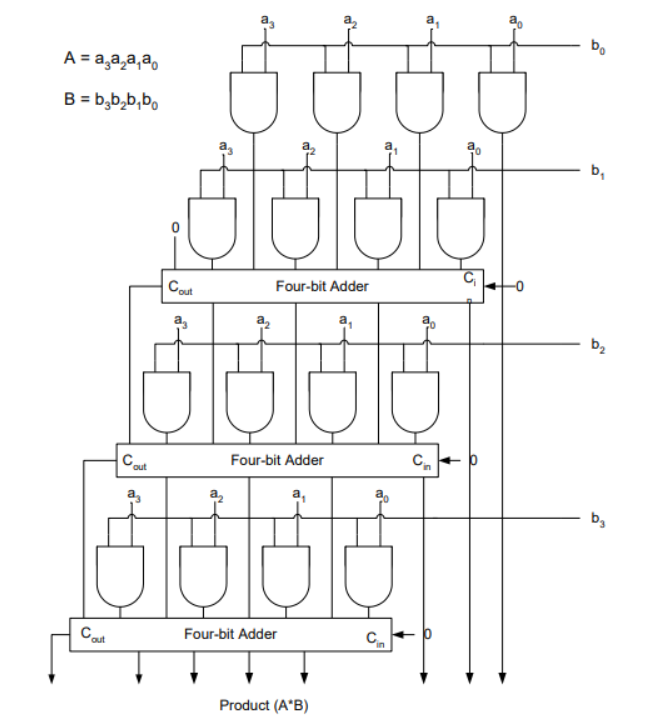 a₃ a₂ a₁ a₀
b₀
A = a₃a₂a₁a₀
B = b₃b₂b₁b₀
a₃ a₂ a₁ a₀
b₁
0
Cout Four-bit Adder Cin 0
a₃ a₂ a₁ a₀
b₂
Cout Four-bit Adder Cin 0
a₃ a₂ a₁ a₀
b₃
Cout Four-bit Adder Cin 0
Product (A*B)